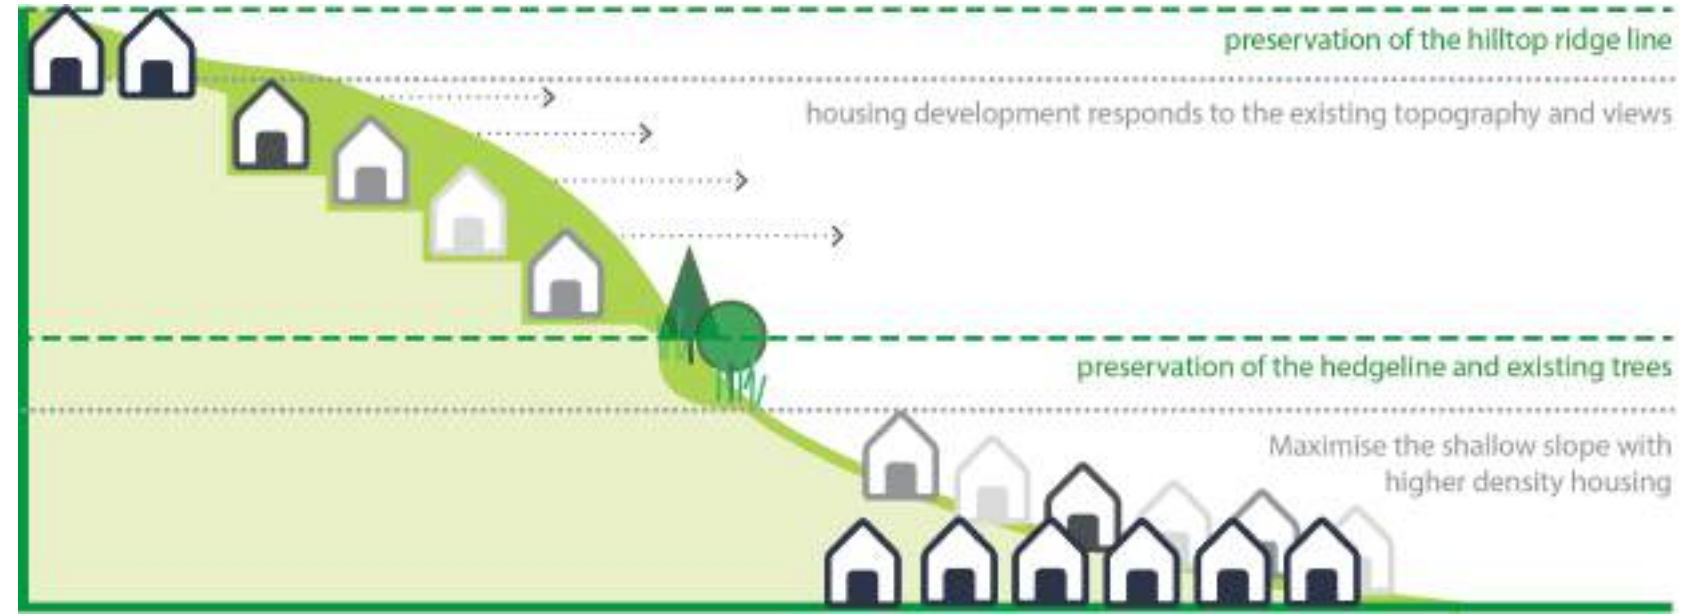 preservation of the hilltop ridge line
housing development responds to the existing topography and views
preservation of the hedgeline and existing trees
Maximise the shallow slope with
higher density housing